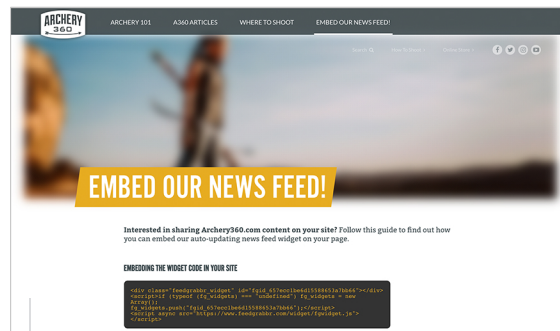 ARCHERY
360
ARCHERY 101 A360 ARTICLES WHERE TO SHOOT EMBED OUR NEWS FEED!
Search
EMBED OUR NEWS FEED!
Interested in sharing Archery360.com content on your site? Follow this guide to find out how
you can embed our auto-updating news feed widget on your page.
EMBEDDING THE WIDGET CODE IN YOUR SITE
<div class="feedgrabbr_widget" id="fgid_657ecc1be6d15588653a7bb64"></div>
<script>if (typeof (fg_widgets) === "undefined") fg_widgets = new
Array();
fg_widgets.push("fgid_657ecc1be6d15588653a7bb64");</script>
<script async src="https://www.feedgrabbr.com/widget/fgwidget.js">
</script>